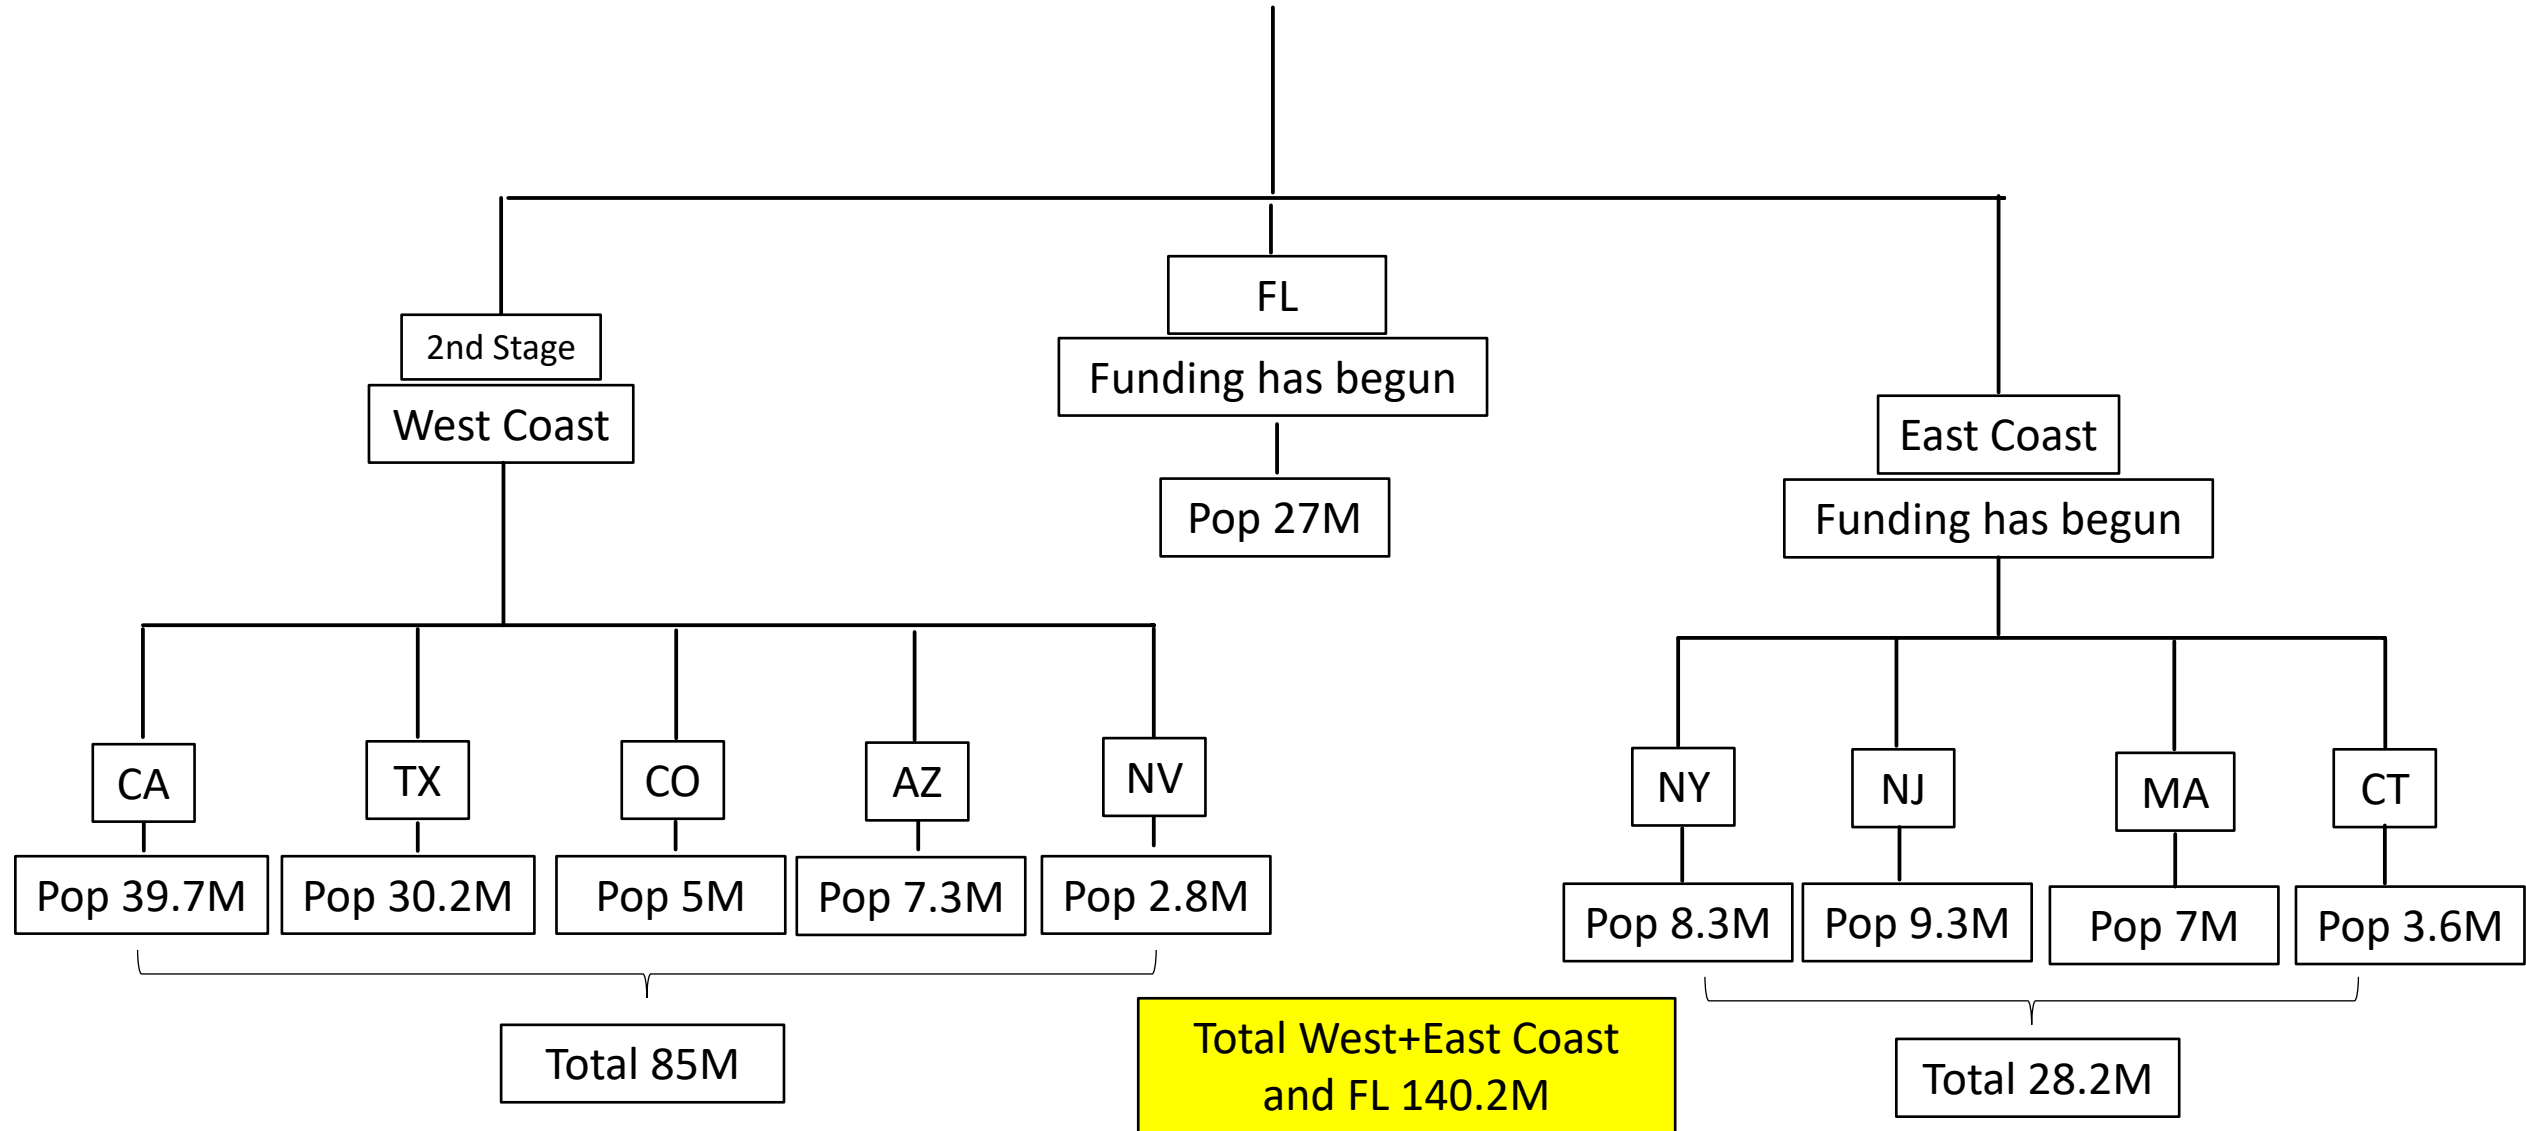 FL
2nd Stage
Funding has begun
West Coast
East Coast
Pop 27M
Funding has begun
CA
TX
CO
AZ
NV
NY
NJ
MA
CT
Pop 39.7M
Pop 30.2M
Pop 5M
Pop 7.3M
Pop 2.8M
Pop 8.3M
Pop 9.3M
Pop 7M
Pop 3.6M
Total 85M
Total West+East Coast
and FL 140.2M
Total 28.2M